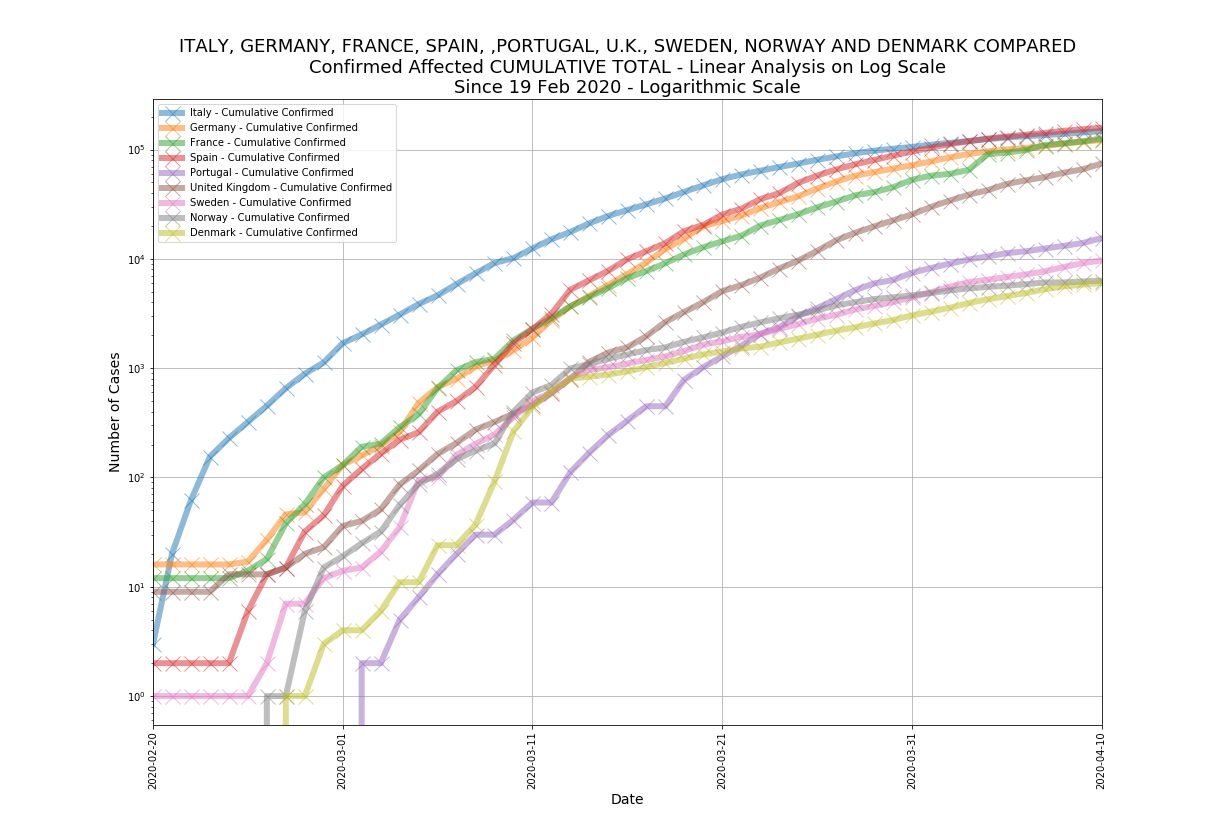 ITALY, GERMANY, FRANCE, SPAIN, ,PORTUGAL, U.K., SWEDEN, NORWAY AND DENMARK COMPARED
Confirmed Affected CUMULATIVE TOTAL - Linear Analysis on Log Scale
Since 19 Feb 2020 - Logarithmic Scale
Italy - Cumulative Confirmed
Germany - Cumulative Confirmed
France - Cumulative Confirmed
Spain - Cumulative Confirmed
Portugal - Cumulative Confirmed
United Kingdom - Cumulative Confirmed
Sweden - Cumulative Confirmed
Norway - Cumulative Confirmed
Denmark - Cumulative Confirmed
Number of Cases
10⁵
10⁴
10³
10²
10¹
10⁰
2020-02-20
2020-03-01
2020-03-11
2020-03-21
2020-03-31
2020-04-10
Date